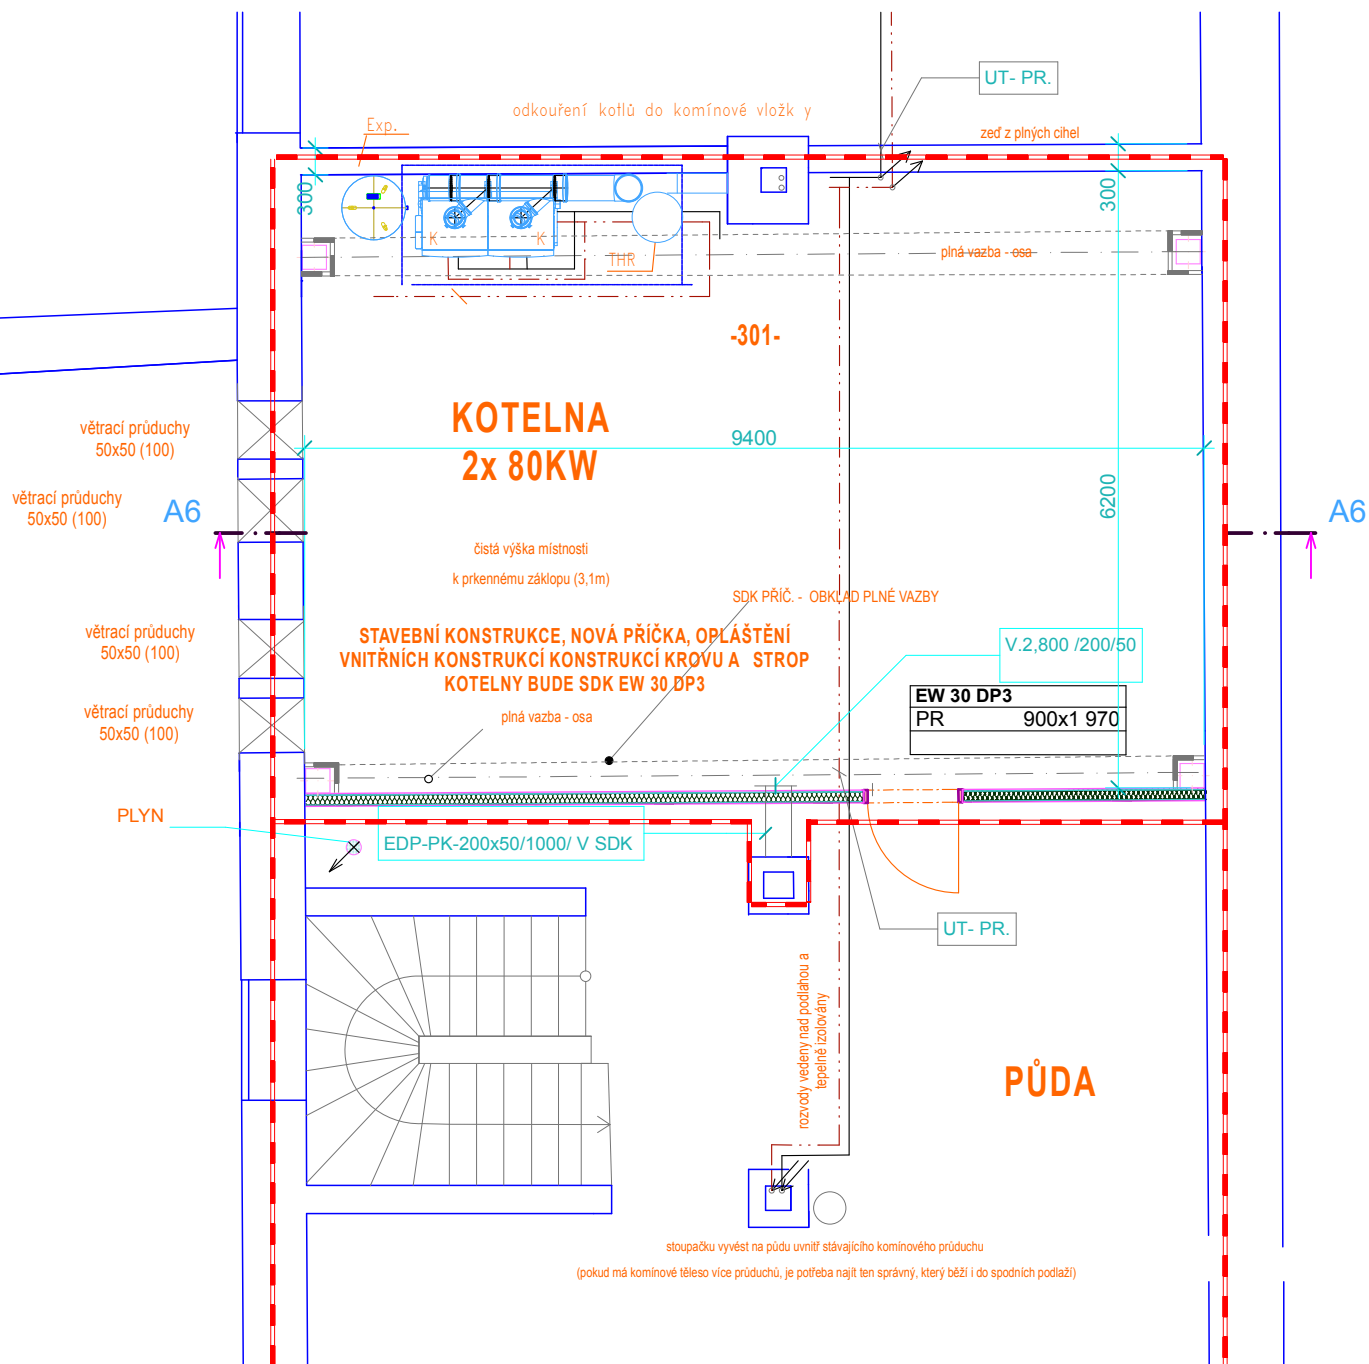 UT- PR.
odkouření kotlů do komínové vložk y
Exp.
zeď z plných cihel
300
300
K
K
THR
plná vazba - osa
-301-
KOTELNA
2x 80KW
9400
6200
větrací průduchy
50x50 (100)
větrací průduchy
50x50 (100)
A6
A6
čistá výška místnosti
k prkennému záklopu (3,1m)
SDK PŘÍČ. - OBKLAD PLNÉ VAZBY
STAVEBNÍ KONSTRUKCE, NOVÁ PŘÍČKA, OPLÁŠTĚNÍ
VNITŘNÍCH KONSTRUKCÍ KONSTRUKCÍ KROVU A STROP
KOTELNY BUDE SDK EW 30 DP3
V.2,800 /200/50
větrací průduchy
50x50 (100)
EW 30 DP3
PR 900x1 970
větrací průduchy
50x50 (100)
plná vazba - osa
PLYN
EDP-PK-200x50/1000/ V SDK
UT- PR.
rozvody vedeny nad podlahou a
tepelně izolovány
PŮDA
stoupačku vyvést na půdu uvnitř stávajícího komínového průduchu
(pokud má komínové těleso více průduchů, je potřeba najít ten správný, který běží i do spodních podlaží)